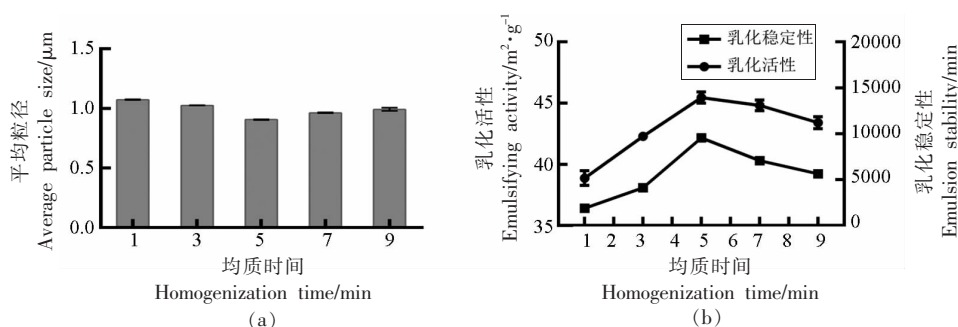 平均粒径
Average particle size/μm
1.5
1.0
0.5
0.0
1 3 5 7 9
均质时间
Homogenization time/min
(a)
乳化活性
Emulsifying activity/m²·g⁻¹
50
45
40
35
乳化稳定性
乳化活性
20000
15000
10000
5000
0
乳化稳定性
Emulsion stability/min
1 2 3 4 5 6 7 8 9
均质时间
Homogenization time/min
(b)